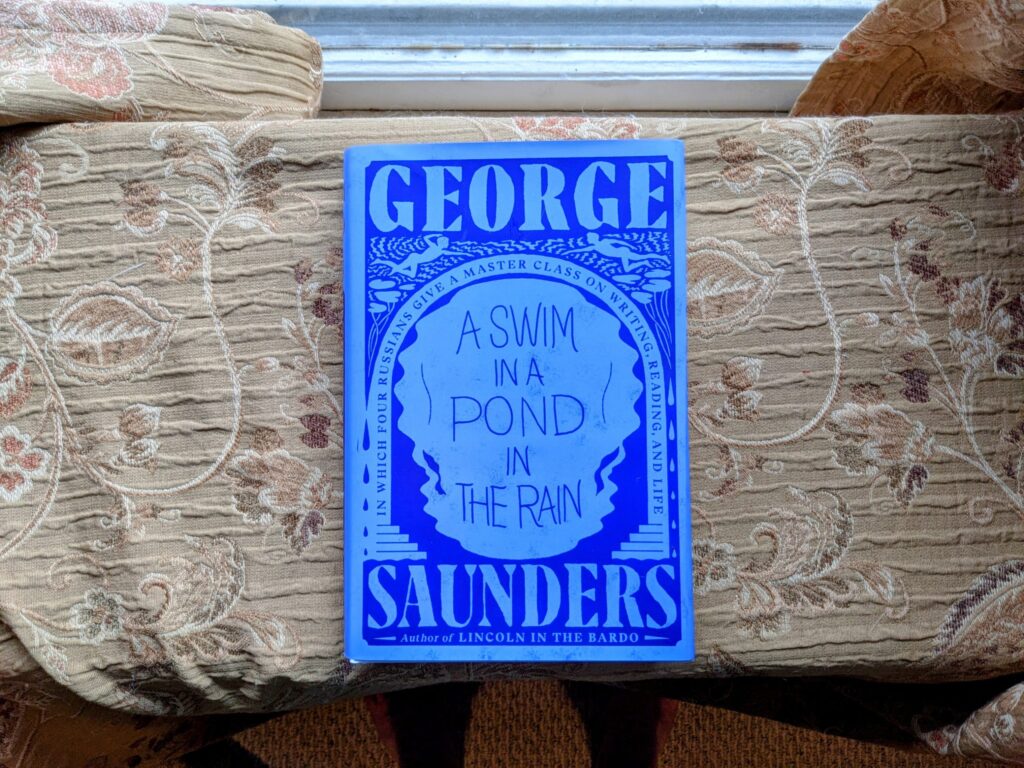 GEORGE
IN WHICH FOUR RUSSIANS GIVE A MASTER CLASS ON WRITING, READING, AND LIFE
A SWIM
IN A
POND
IN
THE RAIN
SAUNDERS
Author of LINCOLN IN THE BARDO